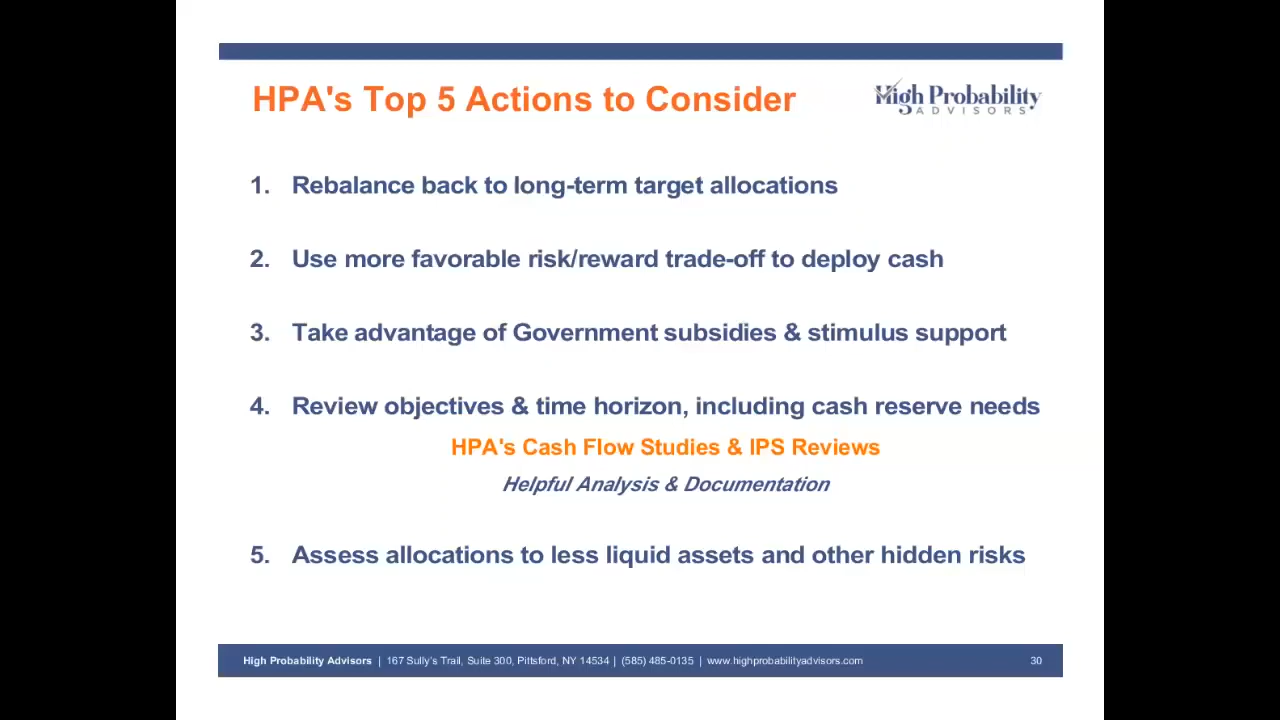 HPA's Top 5 Actions to Consider
High Probability
ADVISORS
1. Rebalance back to long-term target allocations
2. Use more favorable risk/reward trade-off to deploy cash
3. Take advantage of Government subsidies & stimulus support
4. Review objectives & time horizon, including cash reserve needs
HPA's Cash Flow Studies & IPS Reviews
Helpful Analysis & Documentation
5. Assess allocations to less liquid assets and other hidden risks
High Probability Advisors | 167 Sully's Trail, Suite 300, Pittsford, NY 14534 | (585) 485-0135 | www.highprobabilityadvisors.com 30